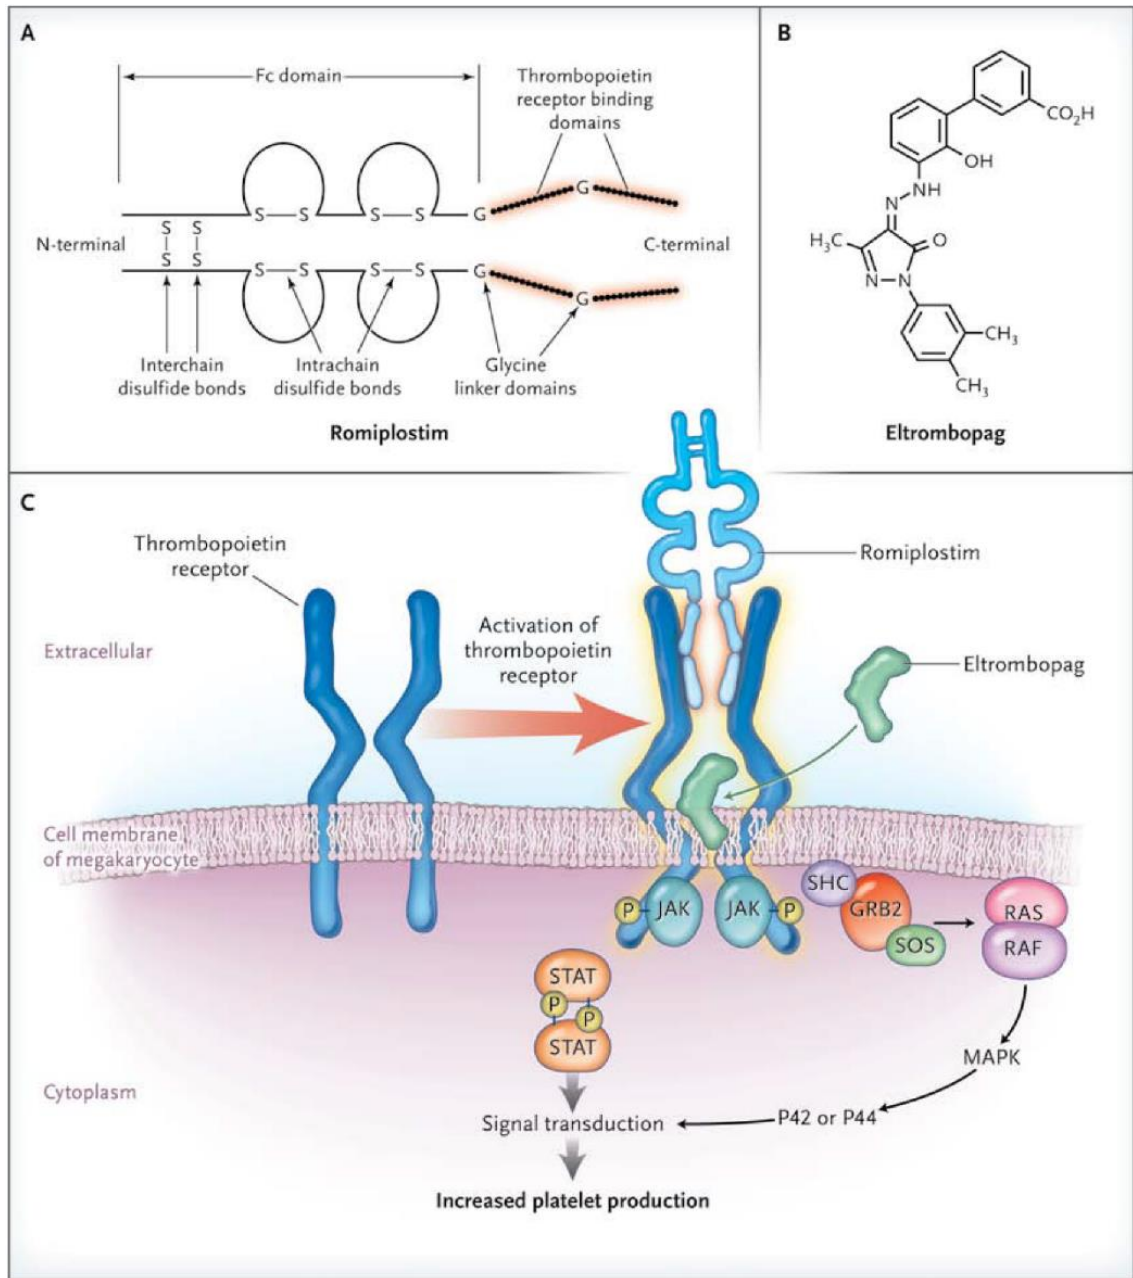 A
Fc domain
Thrombopoietin
receptor binding
domains
G
G
S
S
S
S
S
S
N-terminal
C-terminal
S
S
S
S
S
S
G
G
Interchain
disulfide bonds
Intrachain
disulfide bonds
Glycine
linker domains
Romiplostim
B
CO2H
OH
NH
N
H3C
O
N
N
CH3
CH3
Eltrombopag
C
Thrombopoietin
receptor
Romiplostim
Activation of
thrombopoietin
receptor
Extracellular
Eltrombopag
Cell membrane
of megakaryocyte
P
JAK
JAK
P
SHC
GRB2
SOS
RAS
RAF
STAT
P
P
STAT
MAPK
Cytoplasm
Signal transduction
P42 or P44
Increased platelet production